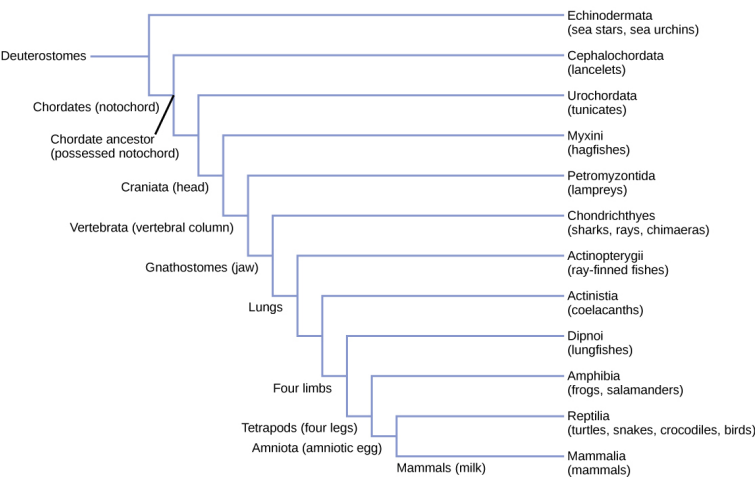 Echinodermata
(sea stars, sea urchins)
Deuterostomes
Cephalochordata
(lancelets)
Chordates (notochord)
Urochordata
(tunicates)
Chordate ancestor
(possessed notochord)
Myxini
(hagfishes)
Craniata (head)
Petromyzontida
(lampreys)
Vertebrata (vertebral column)
Chondrichthyes
(sharks, rays, chimaeras)
Gnathostomes (jaw)
Actinopterygii
(ray-finned fishes)
Lungs
Actinistia
(coelacanths)
Dipnoi
(lungfishes)
Four limbs
Amphibia
(frogs, salamanders)
Tetrapods (four legs)
Reptilia
(turtles, snakes, crocodiles, birds)
Amniota (amniotic egg)
Mammals (milk)
Mammalia
(mammals)